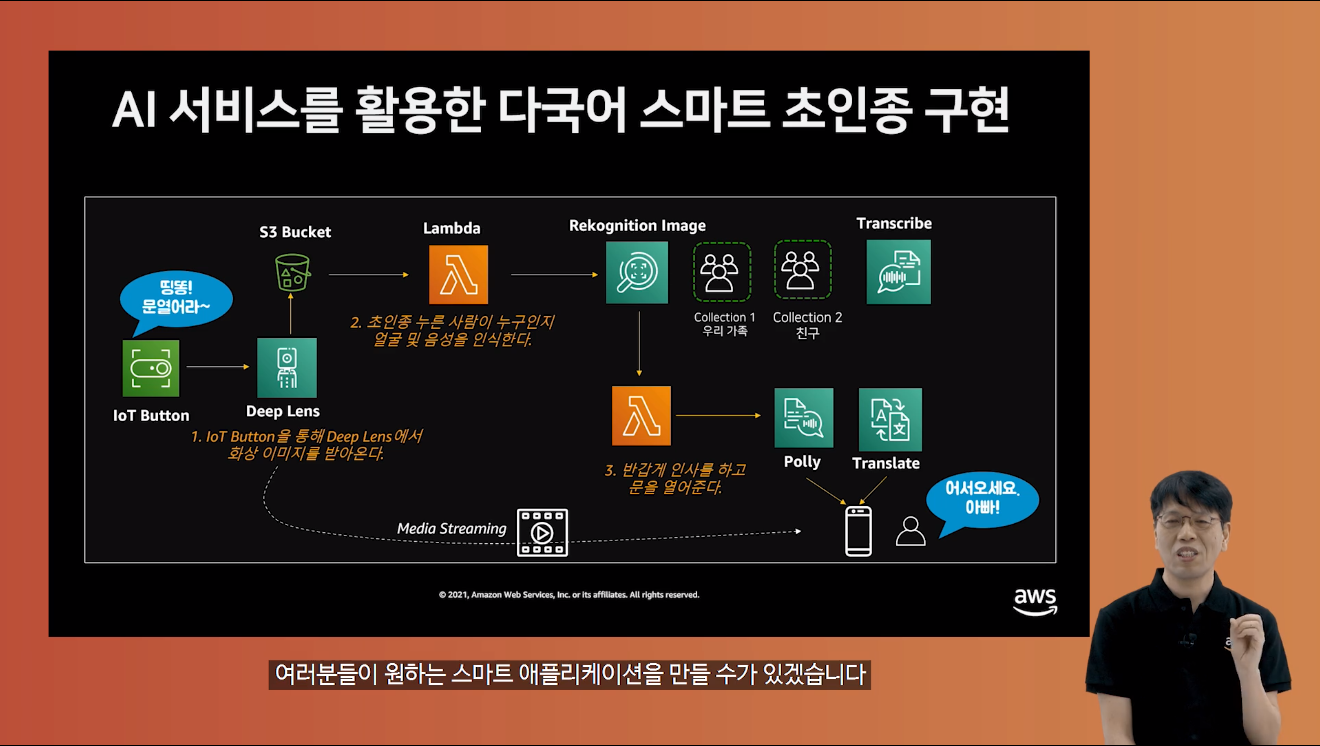 AI 서비스를 활용한 다국어 스마트 초인종 구현
S3 Bucket
Lambda
Rekognition Image
Transcribe
띵똥!
문열어라~
2. 초인종 누른 사람이 누구인지
얼굴 및 음성을 인식한다.
Collection 1
우리 가족
Collection 2
친구
IoT Button
Deep Lens
1. IoT Button을 통해 Deep Lens에서
화상 이미지를 받아온다.
3. 반갑게 인사를 하고
문을 열어준다.
Polly
Translate
어서오세요.
아빠!
Media Streaming
© 2021, Amazon Web Services, Inc. or its affiliates. All rights reserved.
aws
여러분들이 원하는 스마트 애플리케이션을 만들 수가 있겠습니다